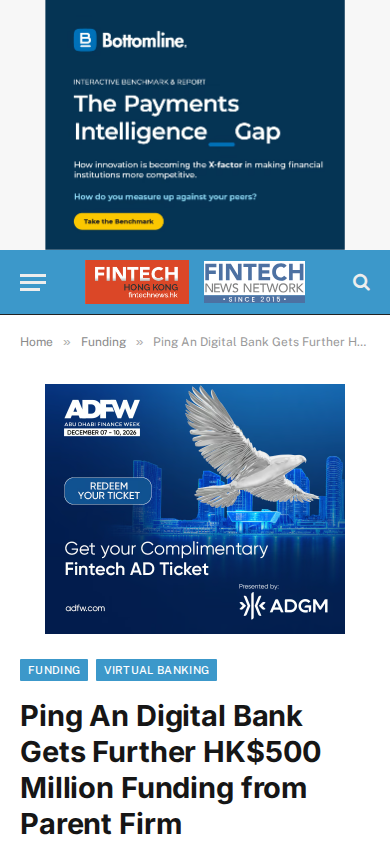 Bottomline.
INTERACTIVE BENCHMARK & REPORT
The Payments
Intelligence__Gap
How innovation is becoming the X-factor in making financial
institutions more competitive.
How do you measure up against your peers?
Take the Benchmark
FINTECH
HONG KONG
fintechnews.hk
FINTECH
NEWS NETWORK
• SINCE 2015 •
Home » Funding » Ping An Digital Bank Gets Further H...
ADFW
ABU DHABI FINANCE WEEK
DECEMBER 07 – 10, 2026
REDEEM
YOUR TICKET
Get your Complimentary
Fintech AD Ticket
Presented by:
adfw.com
ADGM
FUNDING
VIRTUAL BANKING
Ping An Digital Bank
Gets Further HK$500
Million Funding from
Parent Firm